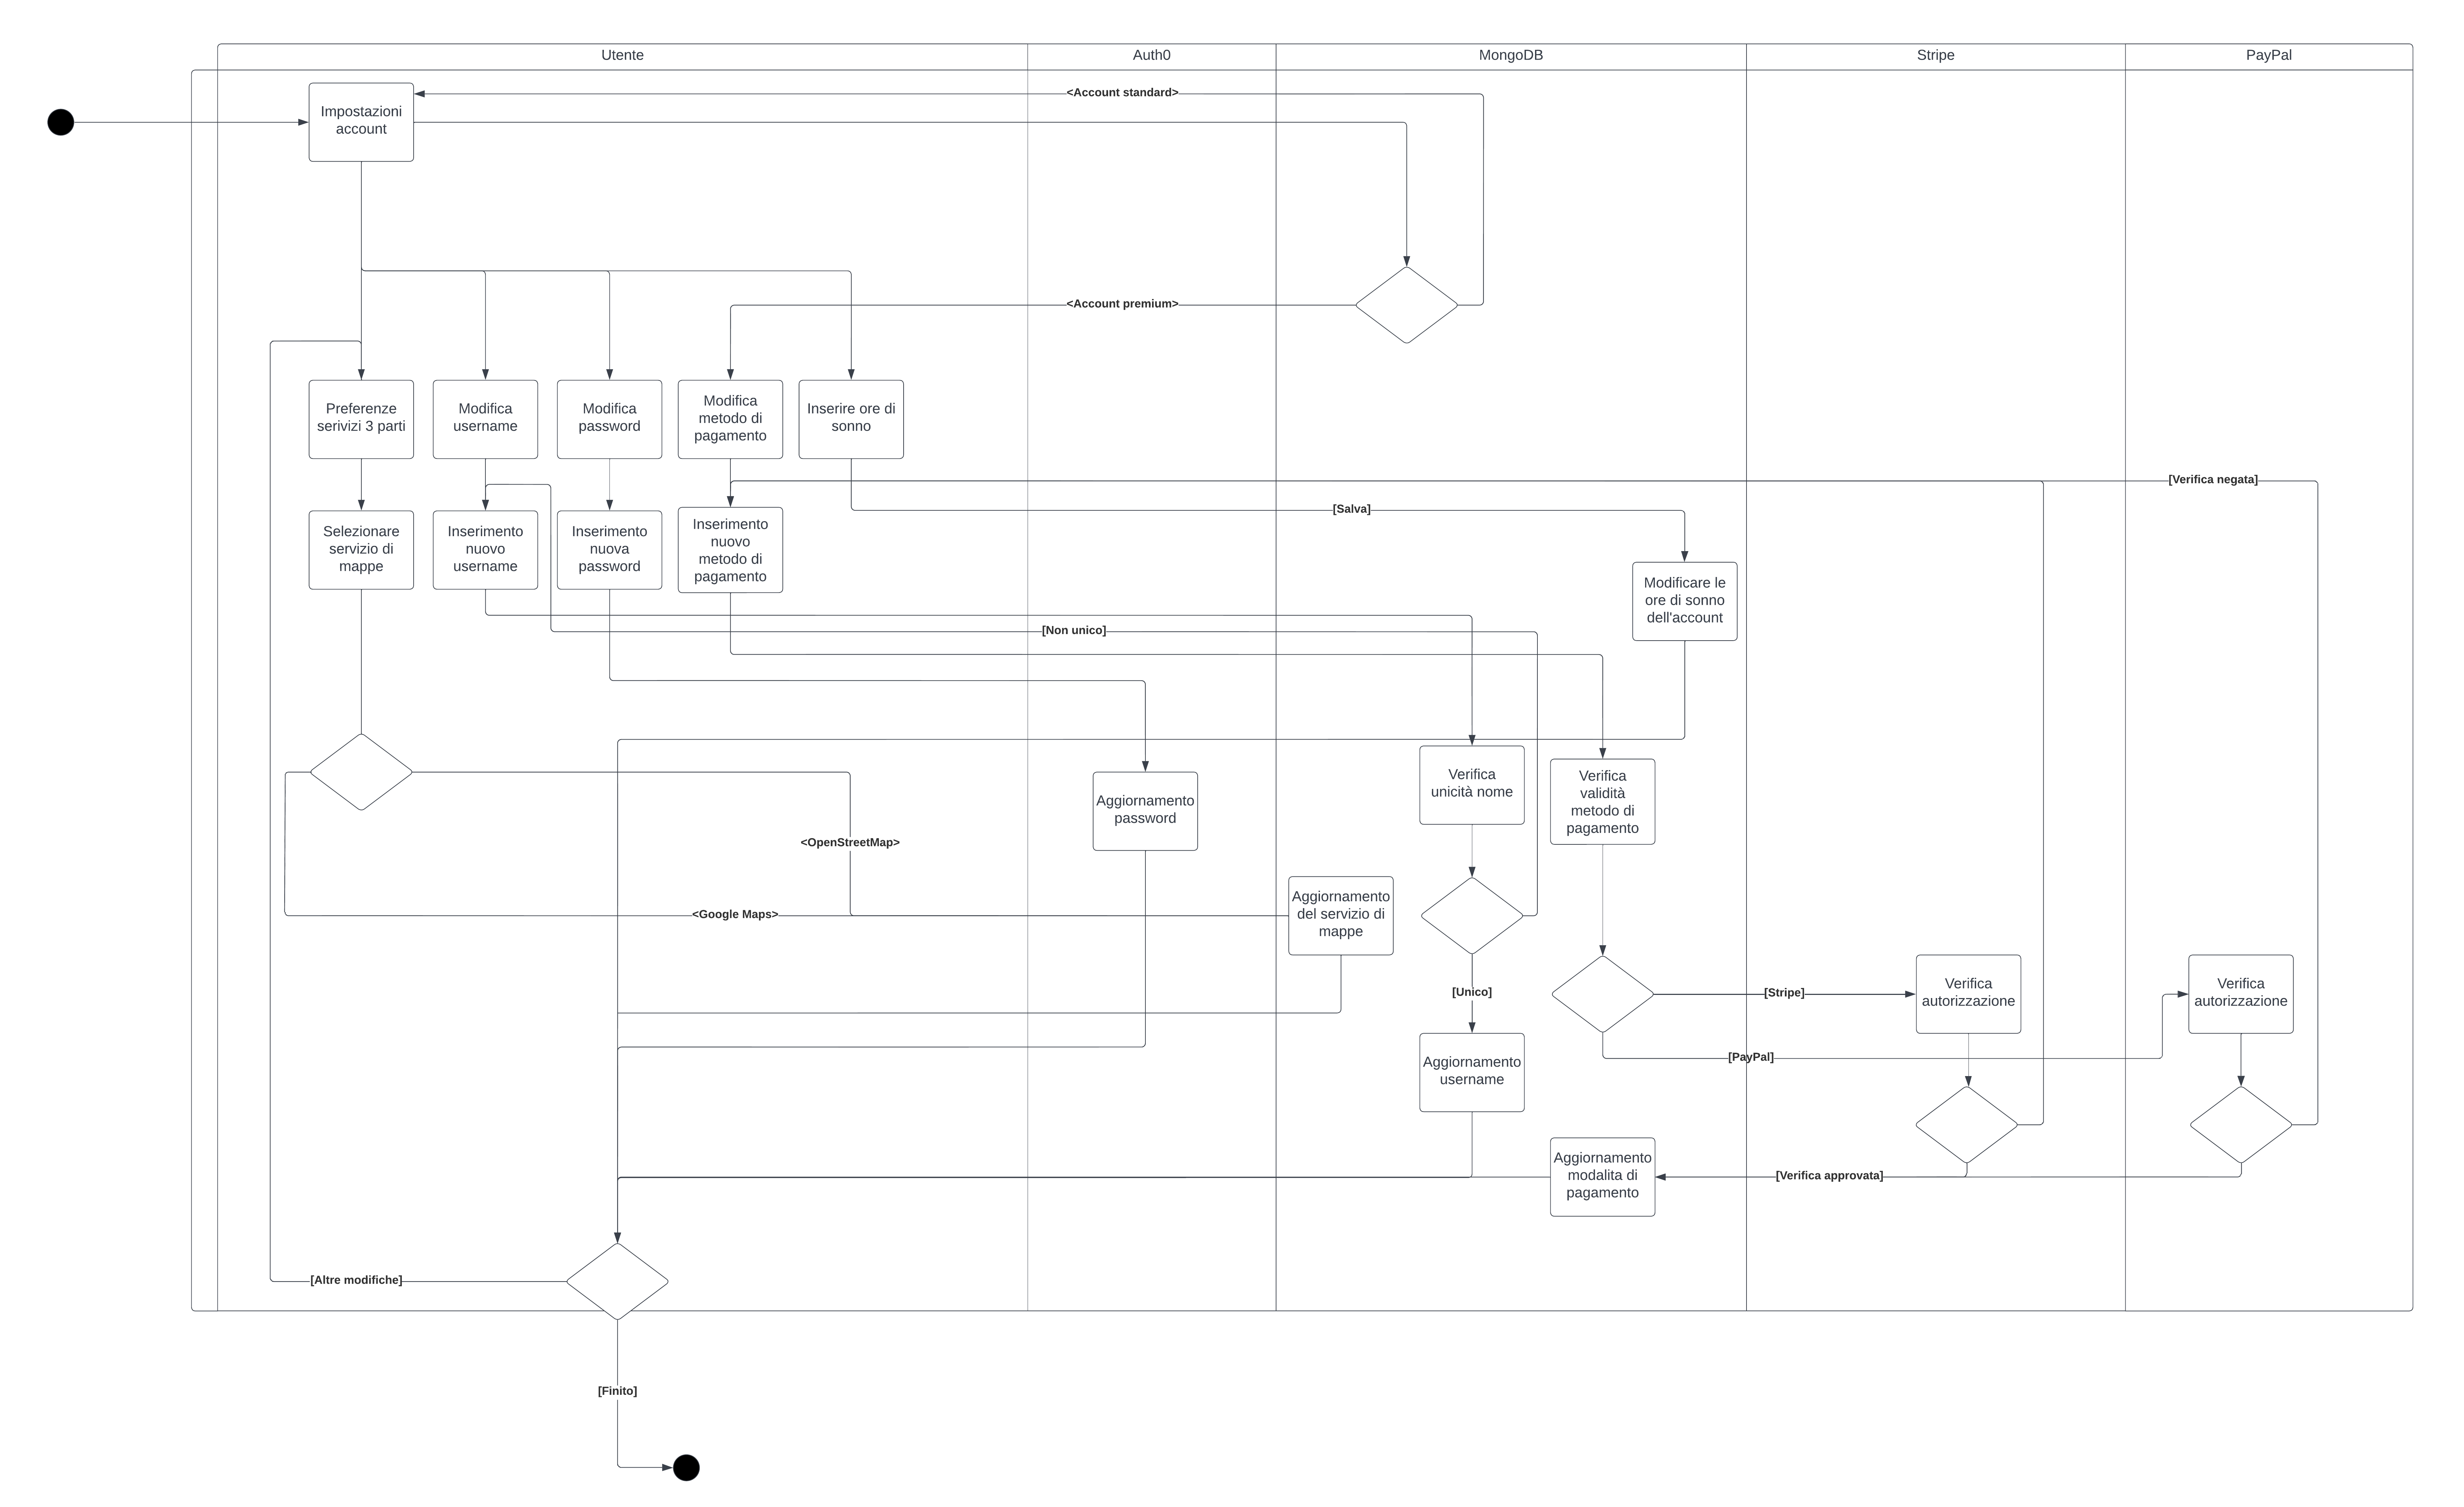 Utente
Auth0
MongoDB
Stripe
PayPal
<Account standard>
Impostazioni
account
<Account premium>
Preferenze
serivizi 3 parti
Modifica
username
Modifica
password
Modifica
metodo di
pagamento
Inserire ore di
sonno
[Verifica negata]
[Salva]
Selezionare
servizio di
mappe
Inserimento
nuovo
username
Inserimento
nuova
password
Inserimento
nuovo
metodo di
pagamento
Modificare le
ore di sonno
dell'account
[Non unico]
Aggiornamento
password
Verifica
unicità nome
Verifica
validità
metodo di
pagamento
<OpenStreetMap>
<Google Maps>
Aggiornamento
del servizio di
mappe
[Unico]
[Stripe]
Verifica
autorizzazione
Verifica
autorizzazione
[PayPal]
Aggiornamento
username
Aggiornamento
modalita di
pagamento
[Verifica approvata]
[Altre modifiche]
[Finito]